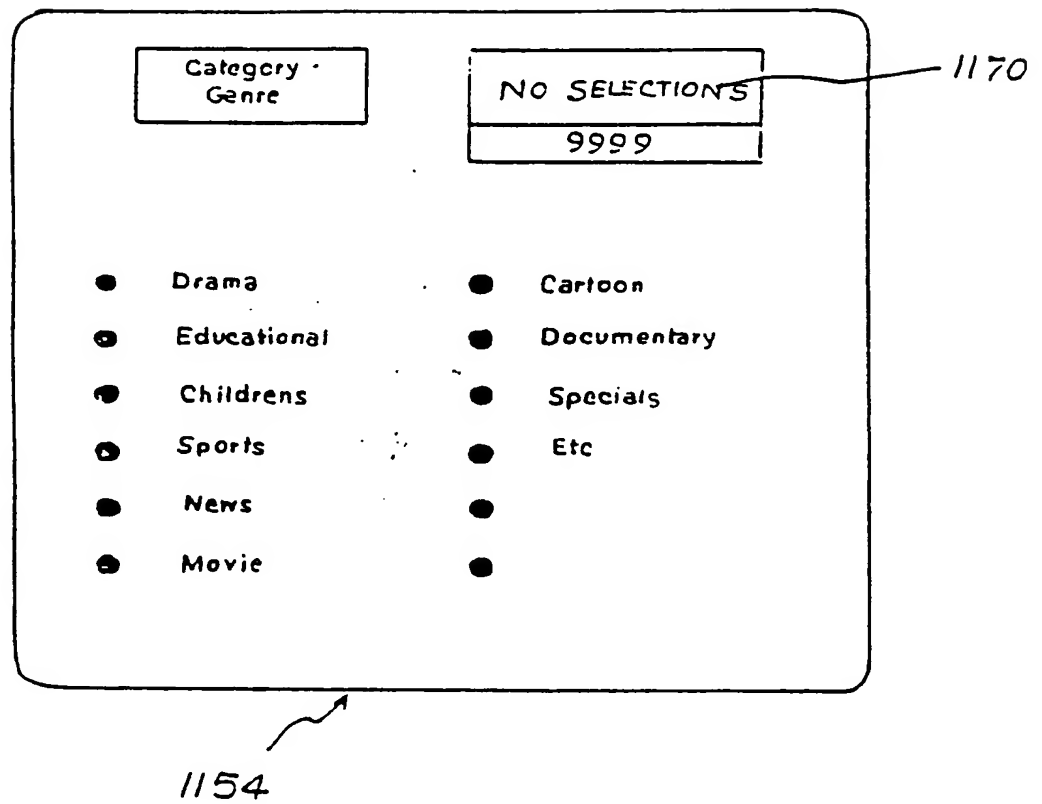 Category
Genre
NO SELECTIONS
9999
1170
Drama
Educational
Childrens
Sports
News
Movie
Cartoon
Documentary
Specials
Etc
1154